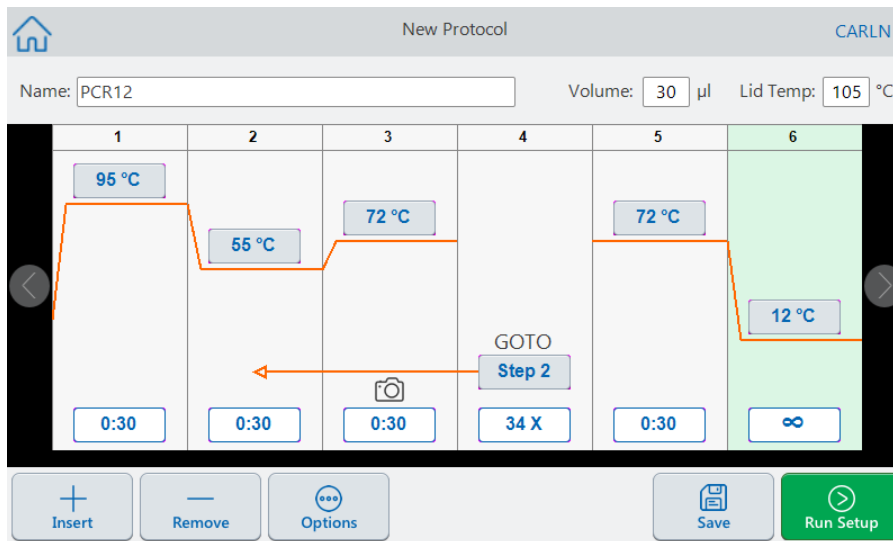 New Protocol
CARLN
Name: PCR12 Volume: 30 µl Lid Temp: 105 °C
1 2 3 4 5 6
95 °C
72 °C 72 °C
55 °C
12 °C
GOTO
Step 2
0:30 0:30 0:30 34 X 0:30 ∞
Insert Remove Options Save Run Setup